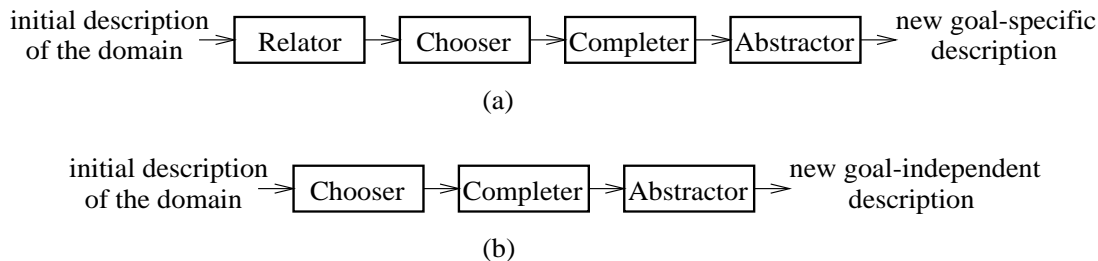 initial description
of the domain
Relator
Chooser
Completer
Abstractor
new goal-specific
description
(a)
initial description
of the domain
Chooser
Completer
Abstractor
new goal-independent
description
(b)